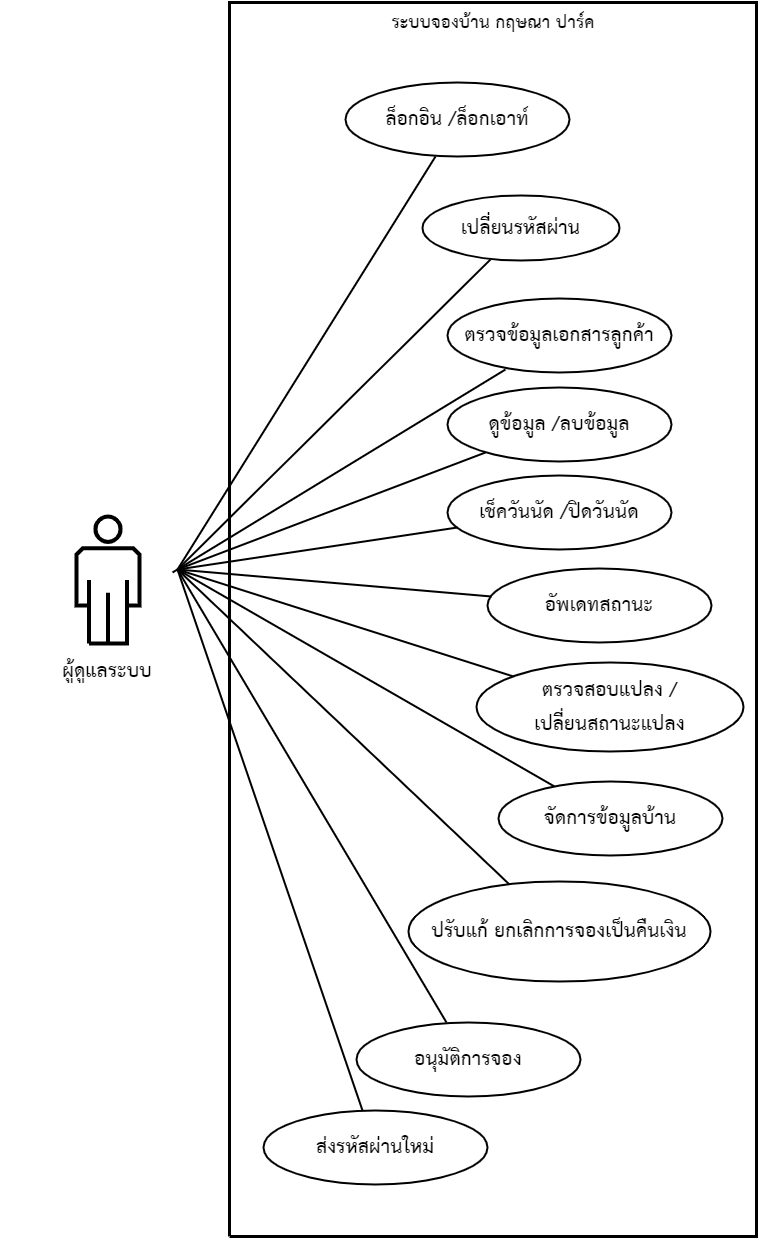 ระบบจองบ้าน กฤษณา ปาร์ค
ล็อกอิน /ล็อกเอาท์
เปลี่ยนรหัสผ่าน
ตรวจข้อมูลเอกสารลูกค้า
ดูข้อมูล /ลบข้อมูล
เช็ควันนัด /ปิดวันนัด
อัพเดทสถานะ
ผู้ดูแลระบบ
ตรวจสอบแปลง /
เปลี่ยนสถานะแปลง
จัดการข้อมูลบ้าน
ปรับแก้ ยกเลิกการจองเป็นคืนเงิน
อนุมัติการจอง
ส่งรหัสผ่านใหม่